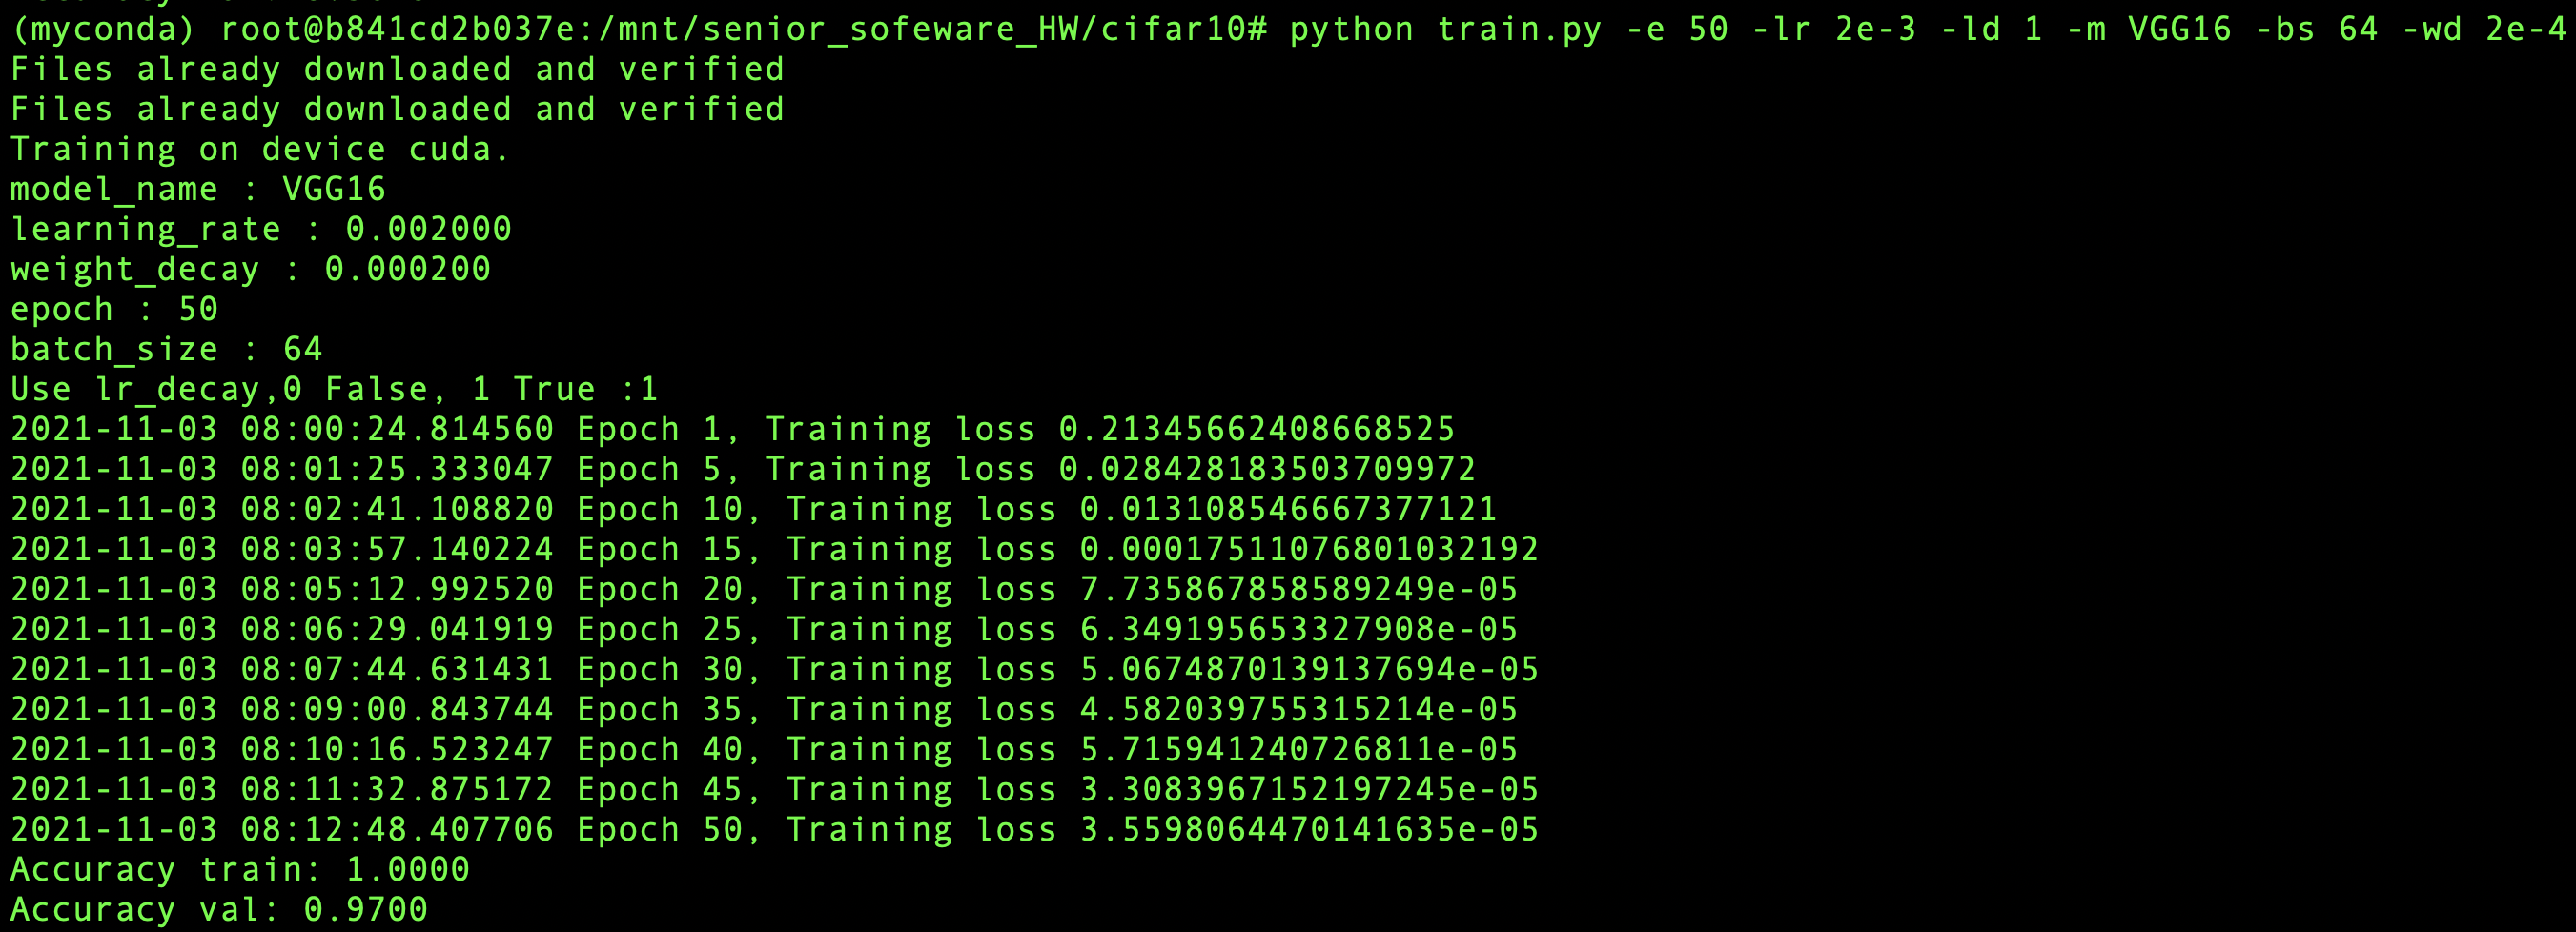 (myconda) root@b841cd2b037e:/mnt/senior_sofeware_HW/cifar10# python train.py -e 50 -lr 2e-3 -ld 1 -m VGG16 -bs 64 -wd 2e-4
Files already downloaded and verified
Files already downloaded and verified
Training on device cuda.
model_name : VGG16
learning_rate : 0.002000
weight_decay : 0.000200
epoch : 50
batch_size : 64
Use lr_decay,0 False, 1 True :1
2021-11-03 08:00:24.814560 Epoch 1, Training loss 0.21345662408668525
2021-11-03 08:01:25.333047 Epoch 5, Training loss 0.028428183503709972
2021-11-03 08:02:41.108820 Epoch 10, Training loss 0.013108546667377121
2021-11-03 08:03:57.140224 Epoch 15, Training loss 0.00017511076801032192
2021-11-03 08:05:12.992520 Epoch 20, Training loss 7.735867858589249e-05
2021-11-03 08:06:29.041919 Epoch 25, Training loss 6.349195653327908e-05
2021-11-03 08:07:44.631431 Epoch 30, Training loss 5.0674870139137694e-05
2021-11-03 08:09:00.843744 Epoch 35, Training loss 4.582039755315214e-05
2021-11-03 08:10:16.523247 Epoch 40, Training loss 5.715941240726811e-05
2021-11-03 08:11:32.875172 Epoch 45, Training loss 3.3083967152197245e-05
2021-11-03 08:12:48.407706 Epoch 50, Training loss 3.5598064470141635e-05
Accuracy train: 1.0000
Accuracy val: 0.9700